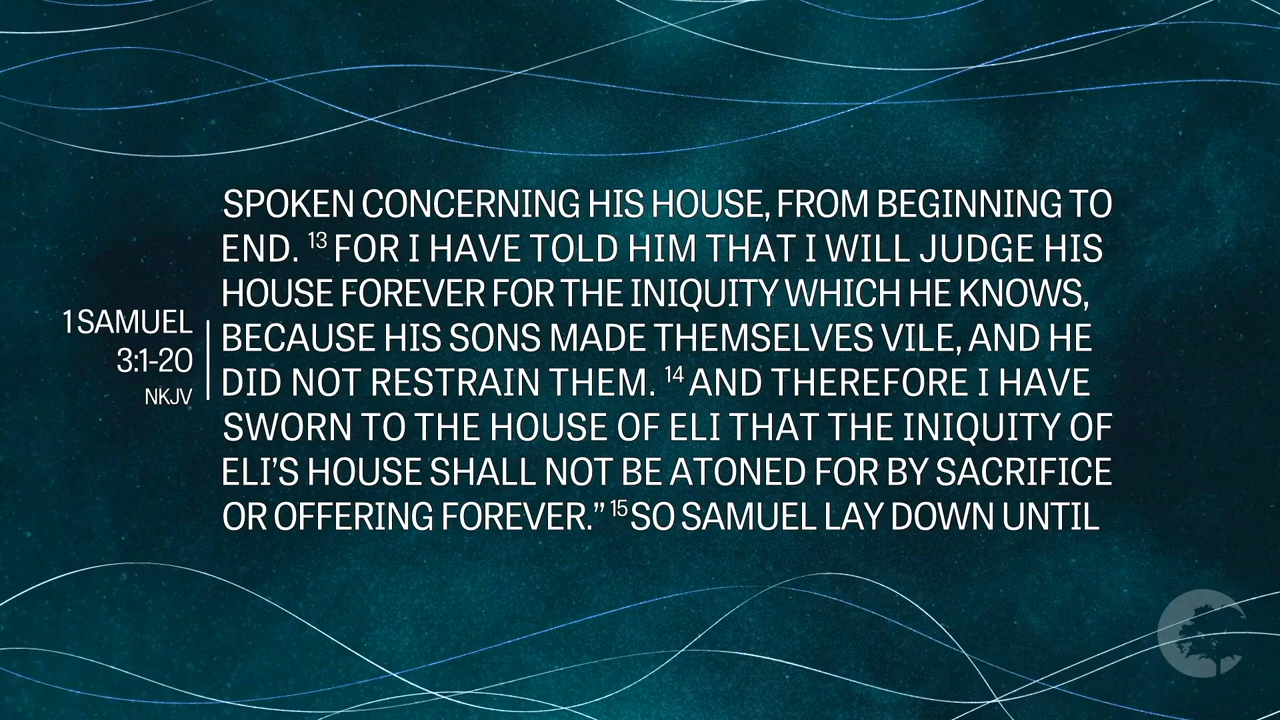 1 SAMUEL
3:1-20
NKJV
SPOKEN CONCERNING HIS HOUSE, FROM BEGINNING TO
END. 13 FOR I HAVE TOLD HIM THAT I WILL JUDGE HIS
HOUSE FOREVER FOR THE INIQUITY WHICH HE KNOWS,
BECAUSE HIS SONS MADE THEMSELVES VILE, AND HE
DID NOT RESTRAIN THEM. 14 AND THEREFORE I HAVE
SWORN TO THE HOUSE OF ELI THAT THE INIQUITY OF
ELI’S HOUSE SHALL NOT BE ATONED FOR BY SACRIFICE
OR OFFERING FOREVER.” 15 SO SAMUEL LAY DOWN UNTIL